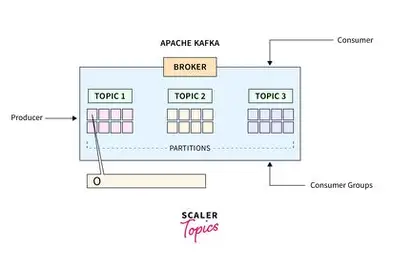 APACHE KAFKA
Consumer
BROKER
TOPIC 1
TOPIC 2
TOPIC 3
Producer
PARTITIONS
O
Consumer Groups
SCALER
Topics